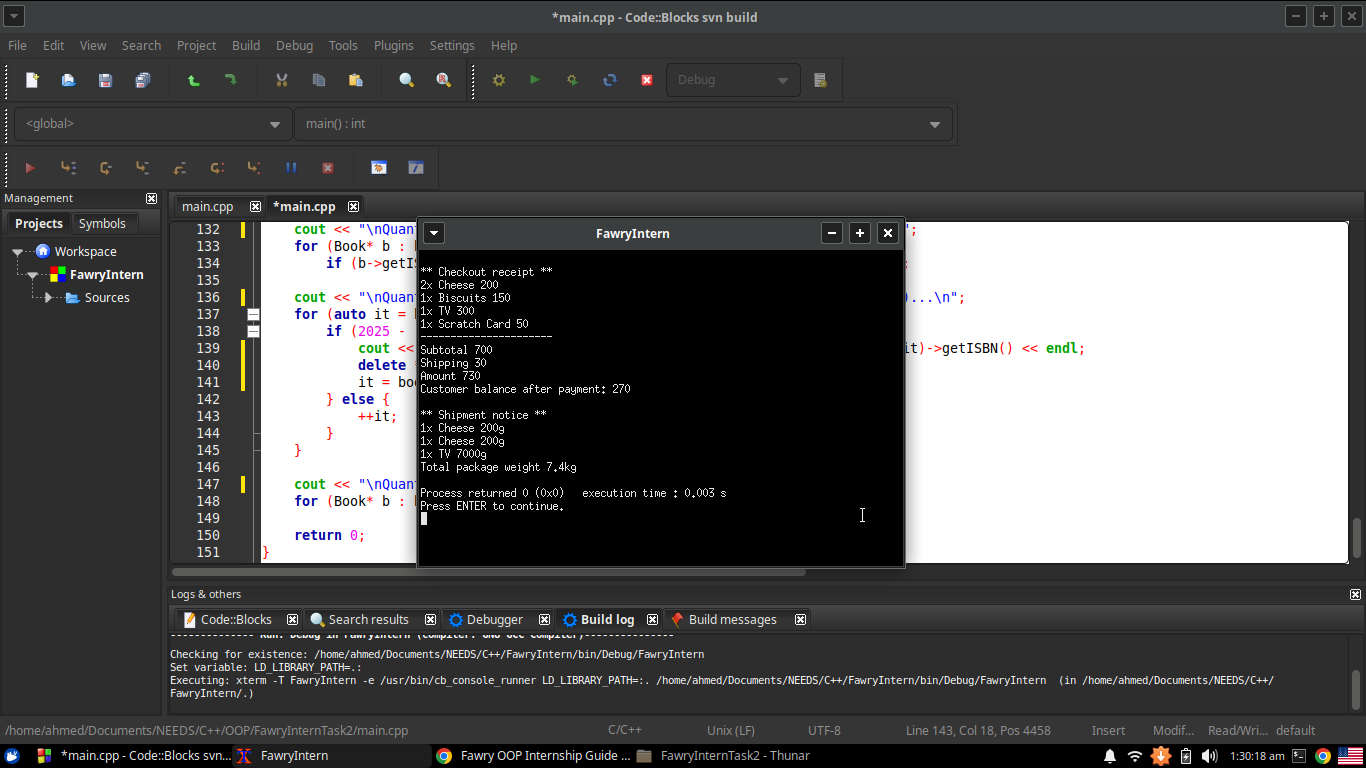 *main.cpp - Code::Blocks svn build
File Edit View Search Project Build Debug Tools Plugins Settings Help
Debug
<global> main() : int
Management
Projects Symbols
Workspace
FawryIntern
Sources
main.cpp *main.cpp
132 cout << "\nQuant ";
133 for (Book* b :
134 if (b->getIS ;
135
136 cout << "\nQuant )...\n";
137 for (auto it =
138 if (2025 -
139 cout << it)->getISBN() << endl;
140 delete
141 it = boo
142 } else {
143 ++it;
144 }
145 }
146
147 cout << "\nQuant
148 for (Book* b :
149
150 return 0;
151 }
FawryIntern
** Checkout receipt **
2x Cheese 200
1x Biscuits 150
1x TV 300
1x Scratch Card 50
----------------------
Subtotal 700
Shipping 30
Amount 730
Customer balance after payment: 270
** Shipment notice **
1x Cheese 200g
1x Cheese 200g
1x TV 7000g
Total package weight 7.4kg
Process returned 0 (0x0) execution time : 0.003 s
Press ENTER to continue.
Logs & others
Code::Blocks Search results Debugger Build log Build messages
-------------- Run: Debug in FawryIntern (compiler: GNU GCC Compiler)---------------
Checking for existence: /home/ahmed/Documents/NEEDS/C++/FawryIntern/bin/Debug/FawryIntern
Set variable: LD_LIBRARY_PATH=.:
Executing: xterm -T FawryIntern -e /usr/bin/cb_console_runner LD_LIBRARY_PATH=:. /home/ahmed/Documents/NEEDS/C++/FawryIntern/bin/Debug/FawryIntern (in /home/ahmed/Documents/NEEDS/C++/
FawryIntern/.)
/home/ahmed/Documents/NEEDS/C++/OOP/FawryInternTask2/main.cpp C/C++ Unix (LF) UTF-8 Line 143, Col 18, Pos 4458 Insert Modif... Read/Wri... default
*main.cpp - Code::Blocks svn... FawryIntern Fawry OOP Internship Guide ... FawryInternTask2 - Thunar 1:30:18 am